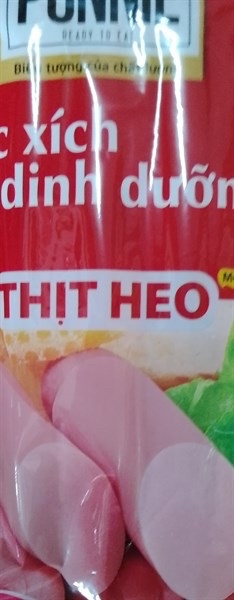 PONNIE
READY TO EAT
Biểu tượng của chất lượng
c xích
dinh dưỡn
THỊT HEO